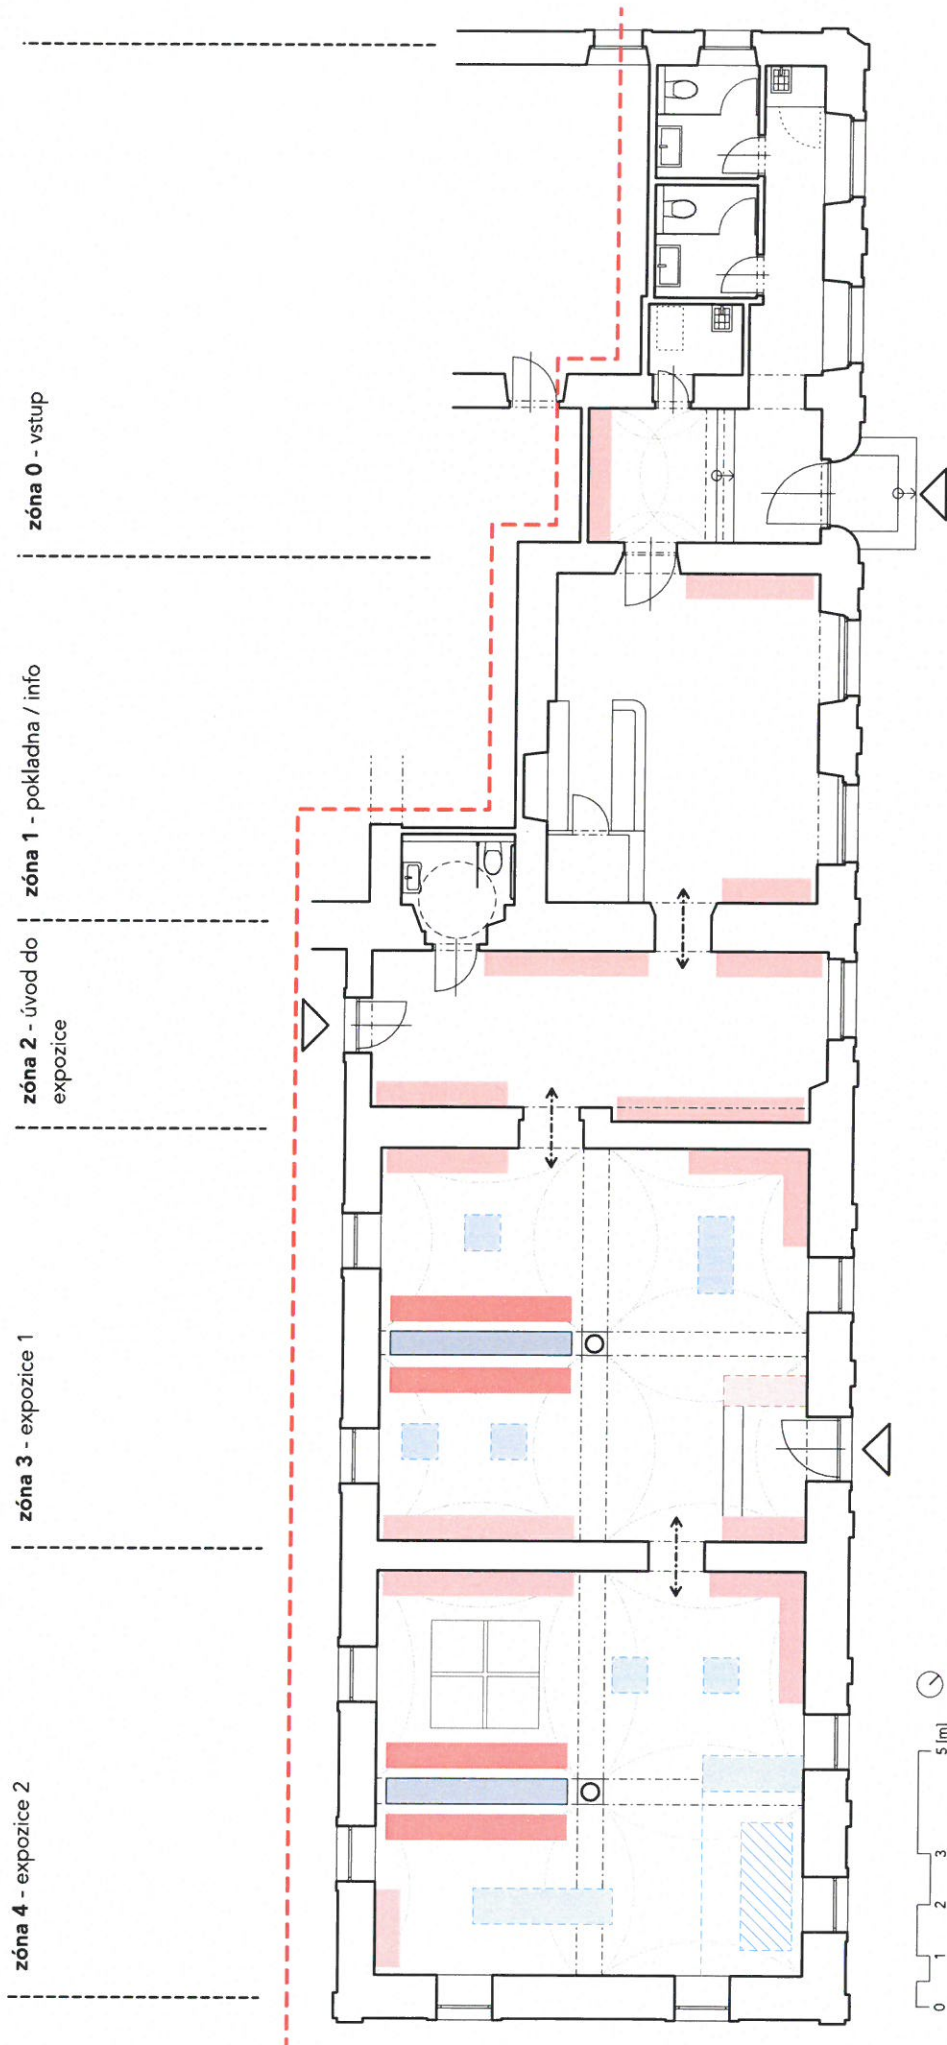 zóna 0 - vstup
zóna 1 - pokladna / info
zóna 2 - úvod do
expozice
zóna 3 - expozice 1
zóna 4 - expozice 2
0 1 2 3 5 [m]